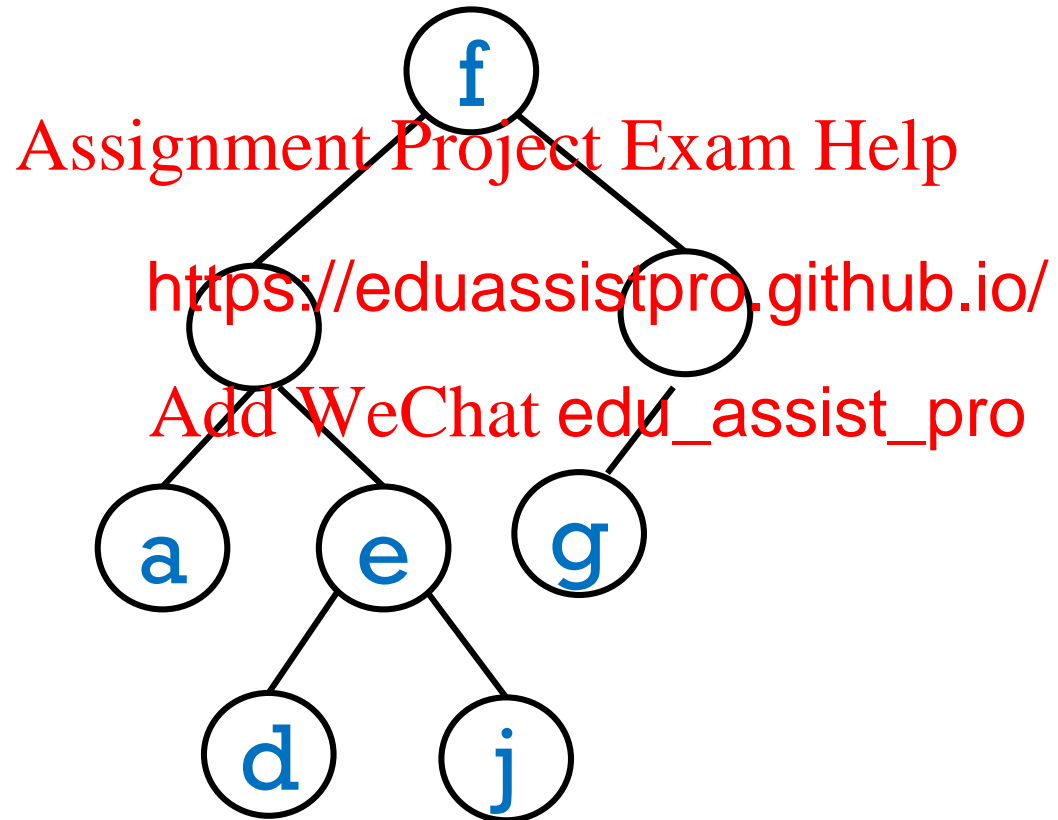 f
Assignment Project Exam Help
https://eduassistpro.github.io/
Add WeChat edu_assist_pro
a e g
d j